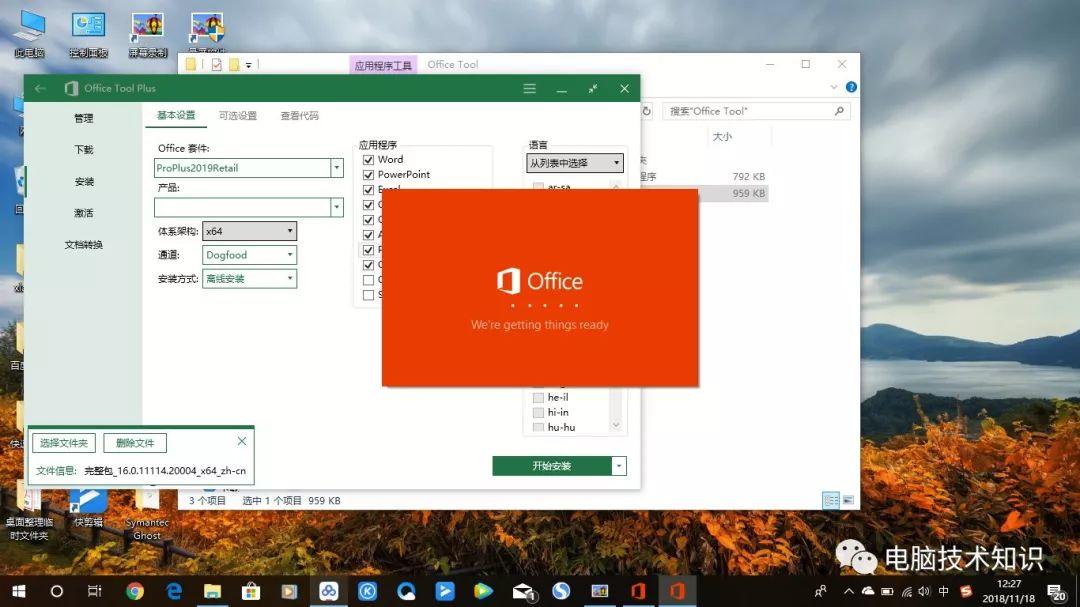 此电脑
控制面板
屏幕录制
应用程序工具
Office Tool
Office Tool Plus
搜索"Office Tool"
大小
792 KB
959 KB
管理
下载
安装
激活
文档转换
基本设置
可选设置
查看代码
Office 套件:
ProPlus2019Retail
产品:
体系架构:
x64
通道:
Dogfood
安装方式:
离线安装
应用程序
Word
PowerPoint
语言
从列表中选择
Office
We're getting things ready
he-il
hi-in
hu-hu
开始安装
选择文件夹
删除文件
文件信息: 完整包_16.0.11114.20004_x64_zh-cn
3 个项目
选中 1 个项目 959 KB
桌面整理临
时文件夹
快剪辑
Symantec
Ghost
电脑技术知识
中
12:27
2018/11/18
20